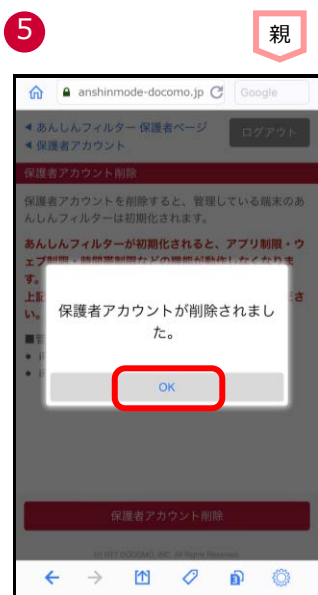 5
親
anshinmode-docomo.jp
Google
あんしんフィルター 保護者ページ
保護者アカウント
ログアウト
保護者アカウント削除
保護者アカウントを削除すると、管理している端末のあ
んしんフィルターは初期化されます。
あんしんフィルターが初期化されると、アプリ制限・ウ
ェブ制限・時間帯制限などの機能が動作しなくなりま
す。
上記
い。
保護者アカウントが削除されまし
た。
OK
保護者アカウント削除
(c) NTT DOCOMO, INC. All Rights Reserved.